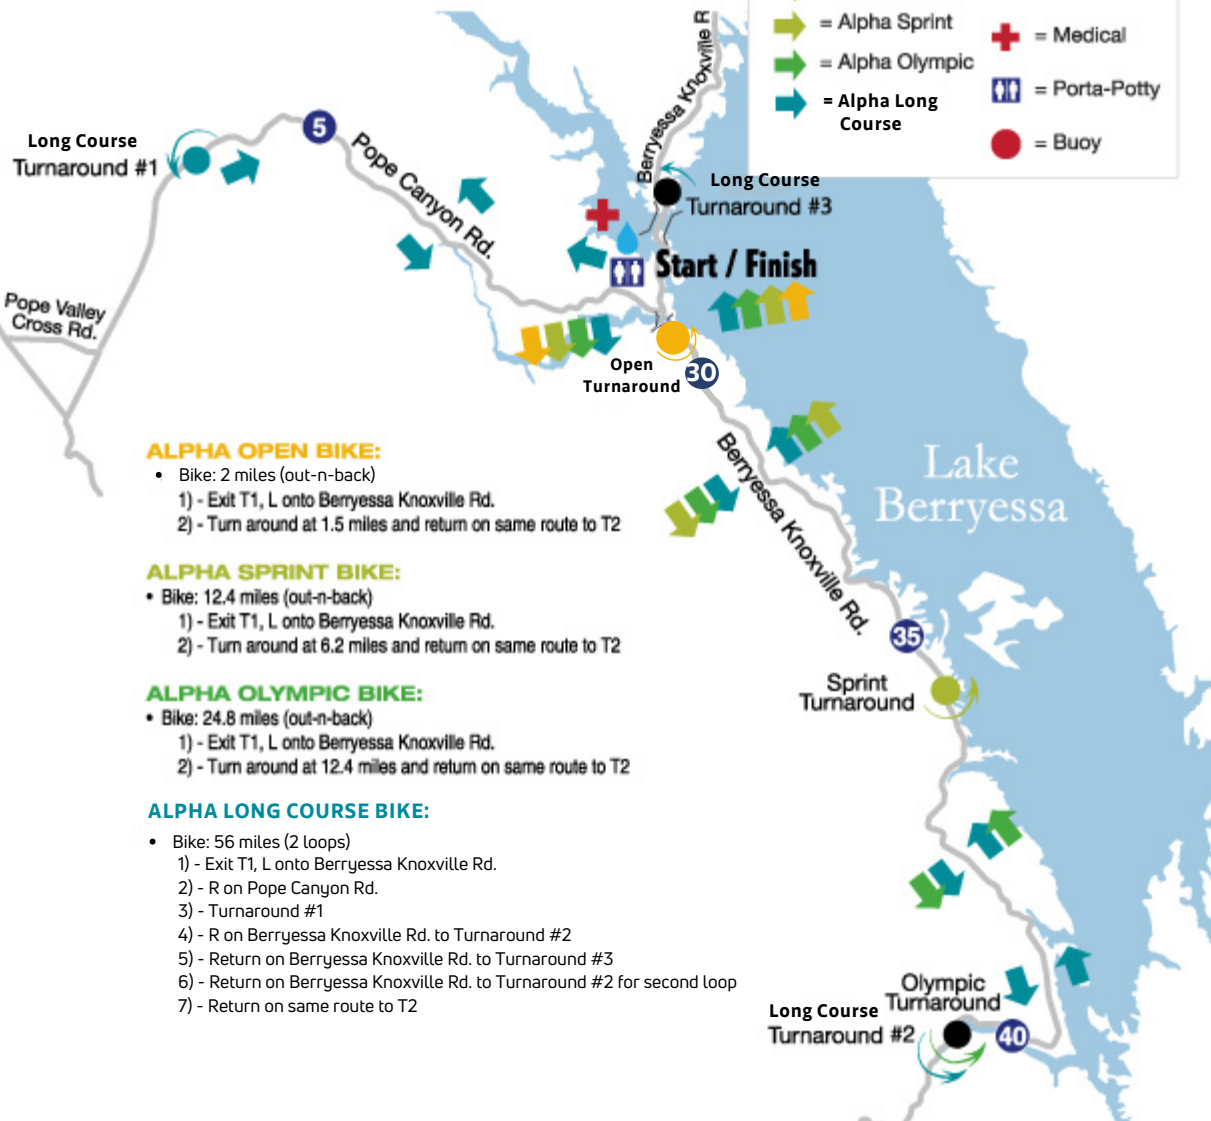 = Alpha Sprint
= Alpha Olympic
= Alpha Long
Course
= Medical
= Porta-Potty
= Buoy
Berryessa Knoxville R
Long Course
Turnaround #1
5
Pope Canyon Rd.
Long Course
Turnaround #3
Start / Finish
Pope Valley
Cross Rd.
Open
Turnaround
30
Berryessa Knoxville Rd.
Lake
Berryessa
ALPHA OPEN BIKE:
• Bike: 2 miles (out-n-back)
1) - Exit T1, L onto Berryessa Knoxville Rd.
2) - Turn around at 1.5 miles and return on same route to T2
ALPHA SPRINT BIKE:
• Bike: 12.4 miles (out-n-back)
1) - Exit T1, L onto Berryessa Knoxville Rd.
2) - Turn around at 6.2 miles and return on same route to T2
35
Sprint
Turnaround
ALPHA OLYMPIC BIKE:
• Bike: 24.8 miles (out-n-back)
1) - Exit T1, L onto Berryessa Knoxville Rd.
2) - Turn around at 12.4 miles and return on same route to T2
ALPHA LONG COURSE BIKE:
• Bike: 56 miles (2 loops)
1) - Exit T1, L onto Berryessa Knoxville Rd.
2) - R on Pope Canyon Rd.
3) - Turnaround #1
4) - R on Berryessa Knoxville Rd. to Turnaround #2
5) - Return on Berryessa Knoxville Rd. to Turnaround #3
6) - Return on Berryessa Knoxville Rd. to Turnaround #2 for second loop
7) - Return on same route to T2
Olympic
Turnaround
Long Course
Turnaround #2
40